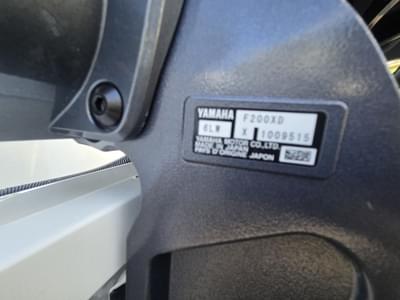 YAMAHA F200XD
6LW X 1009515
YAMAHA MOTOR CO.,LTD.
MADE IN JAPAN
PAYS D'ORIGINE JAPON